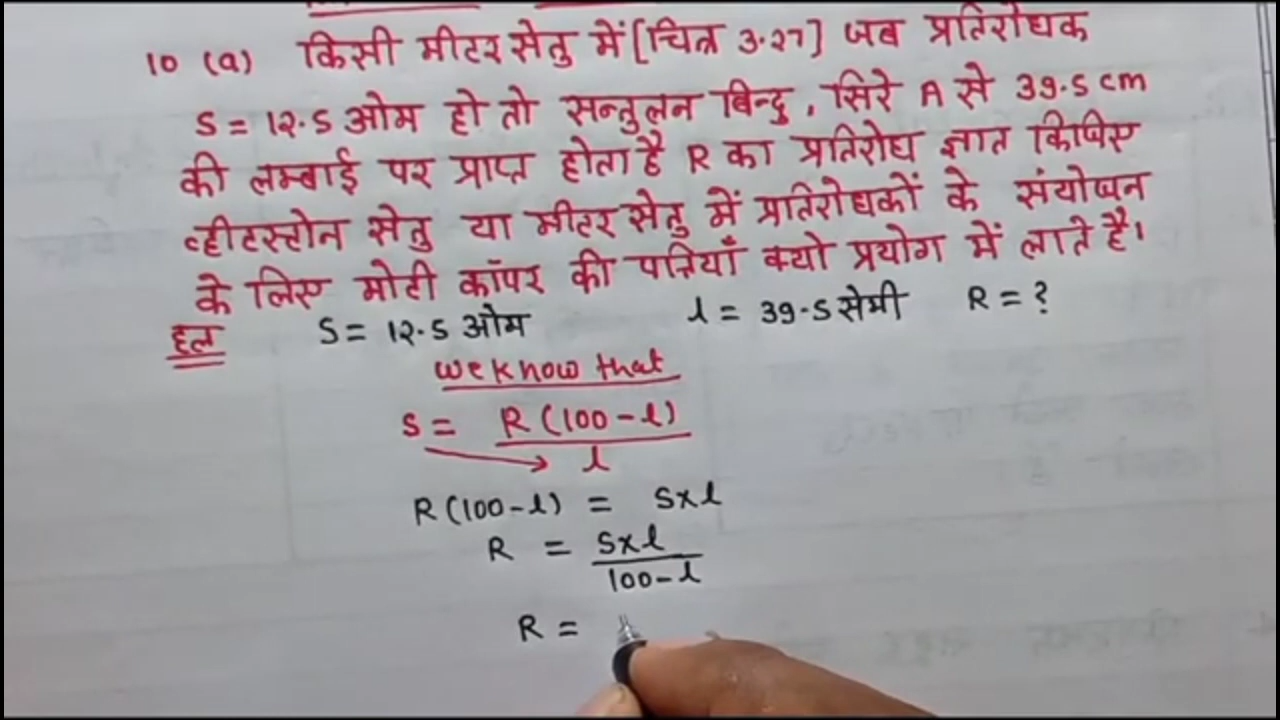 10 (a) किसी मीटर सेतु में [चित्र 3.27] जब प्रतिरोधक
S = 12.5 ओम हो तो सन्तुलन बिन्दु, सिरे A से 39.5 cm
की लम्बाई पर प्राप्त होता है R का प्रतिरोध ज्ञात किजिए
व्हीटस्टोन सेतु या मीटर सेतु में प्रतिरोधकों के संयोजन
के लिए मोटी कॉपर की पत्तियाँ क्यो प्रयोग में लाते है।
हल S = 12.5 ओम l = 39.5 सेमी R = ?
we know that
S = R (100 - l)
l
R (100 - l) = S x l
R = S x l
100 - l
R =